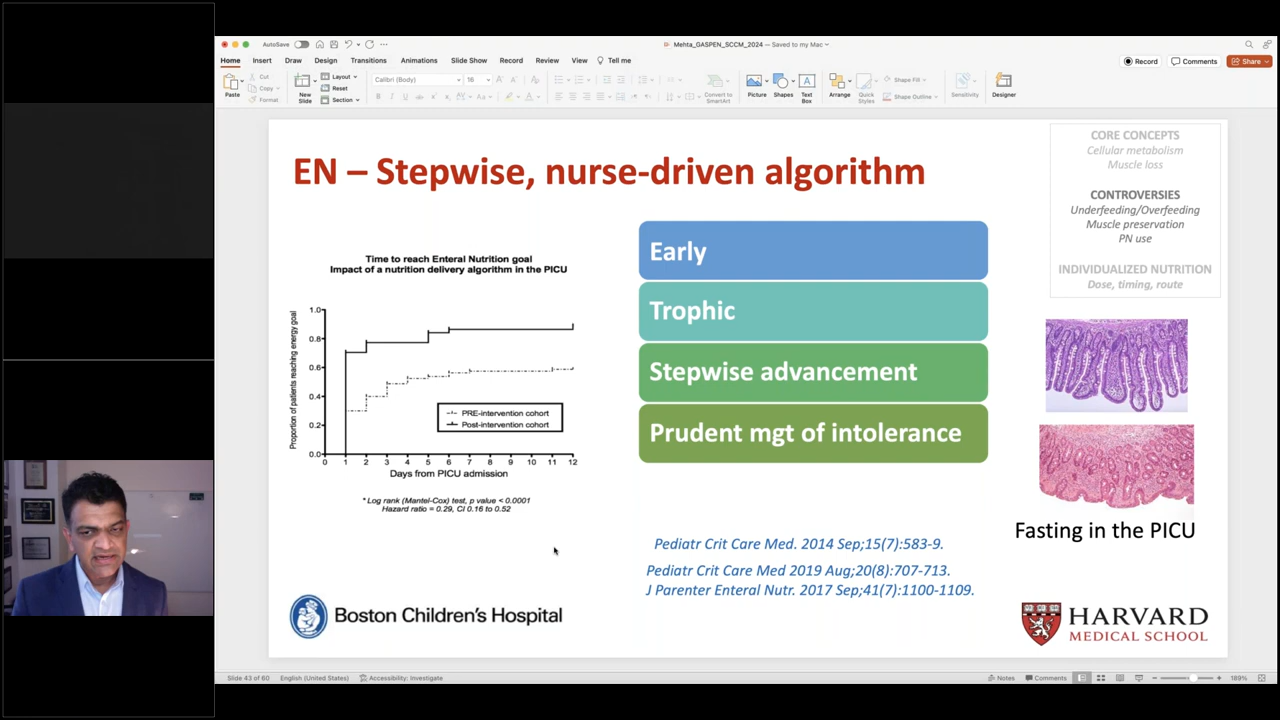 AutoSave
Mehta_GASPEN_SCCM_2024 — Saved to my Mac
Home Insert Draw Design Transitions Animations Slide Show Record Review View Tell me
Record Comments Share
Paste
Cut
Copy
Format
New Slide
Layout
Reset
Section
Calibri (Body) 16
Convert to SmartArt
Picture
Shapes
Text Box
Arrange
Quick Styles
Shape Fill
Shape Outline
Sensitivity
Designer
EN – Stepwise, nurse-driven algorithm
CORE CONCEPTS
Cellular metabolism
Muscle loss
CONTROVERSIES
Underfeeding/Overfeeding
Muscle preservation
PN use
INDIVIDUALIZED NUTRITION
Dose, timing, route
Time to reach Enteral Nutrition goal
Impact of a nutrition delivery algorithm in the PICU
Proportion of patients reaching energy goal
1.0
0.8
0.6
0.4
0.2
0.0
PRE-intervention cohort
Post-intervention cohort
0 1 2 3 4 5 6 7 8 9 10 11 12
Days from PICU admission
* Log rank (Mantel-Cox) test, p value < 0.0001
Hazard ratio = 0.29, CI 0.16 to 0.52
Early
Trophic
Stepwise advancement
Prudent mgt of intolerance
Fasting in the PICU
Pediatr Crit Care Med. 2014 Sep;15(7):583-9.
Pediatr Crit Care Med 2019 Aug;20(8):707-713.
J Parenter Enteral Nutr. 2017 Sep;41(7):1100-1109.
Boston Children's Hospital
HARVARD
MEDICAL SCHOOL
Slide 43 of 60 English (United States) Accessibility: Investigate
Notes Comments 189%